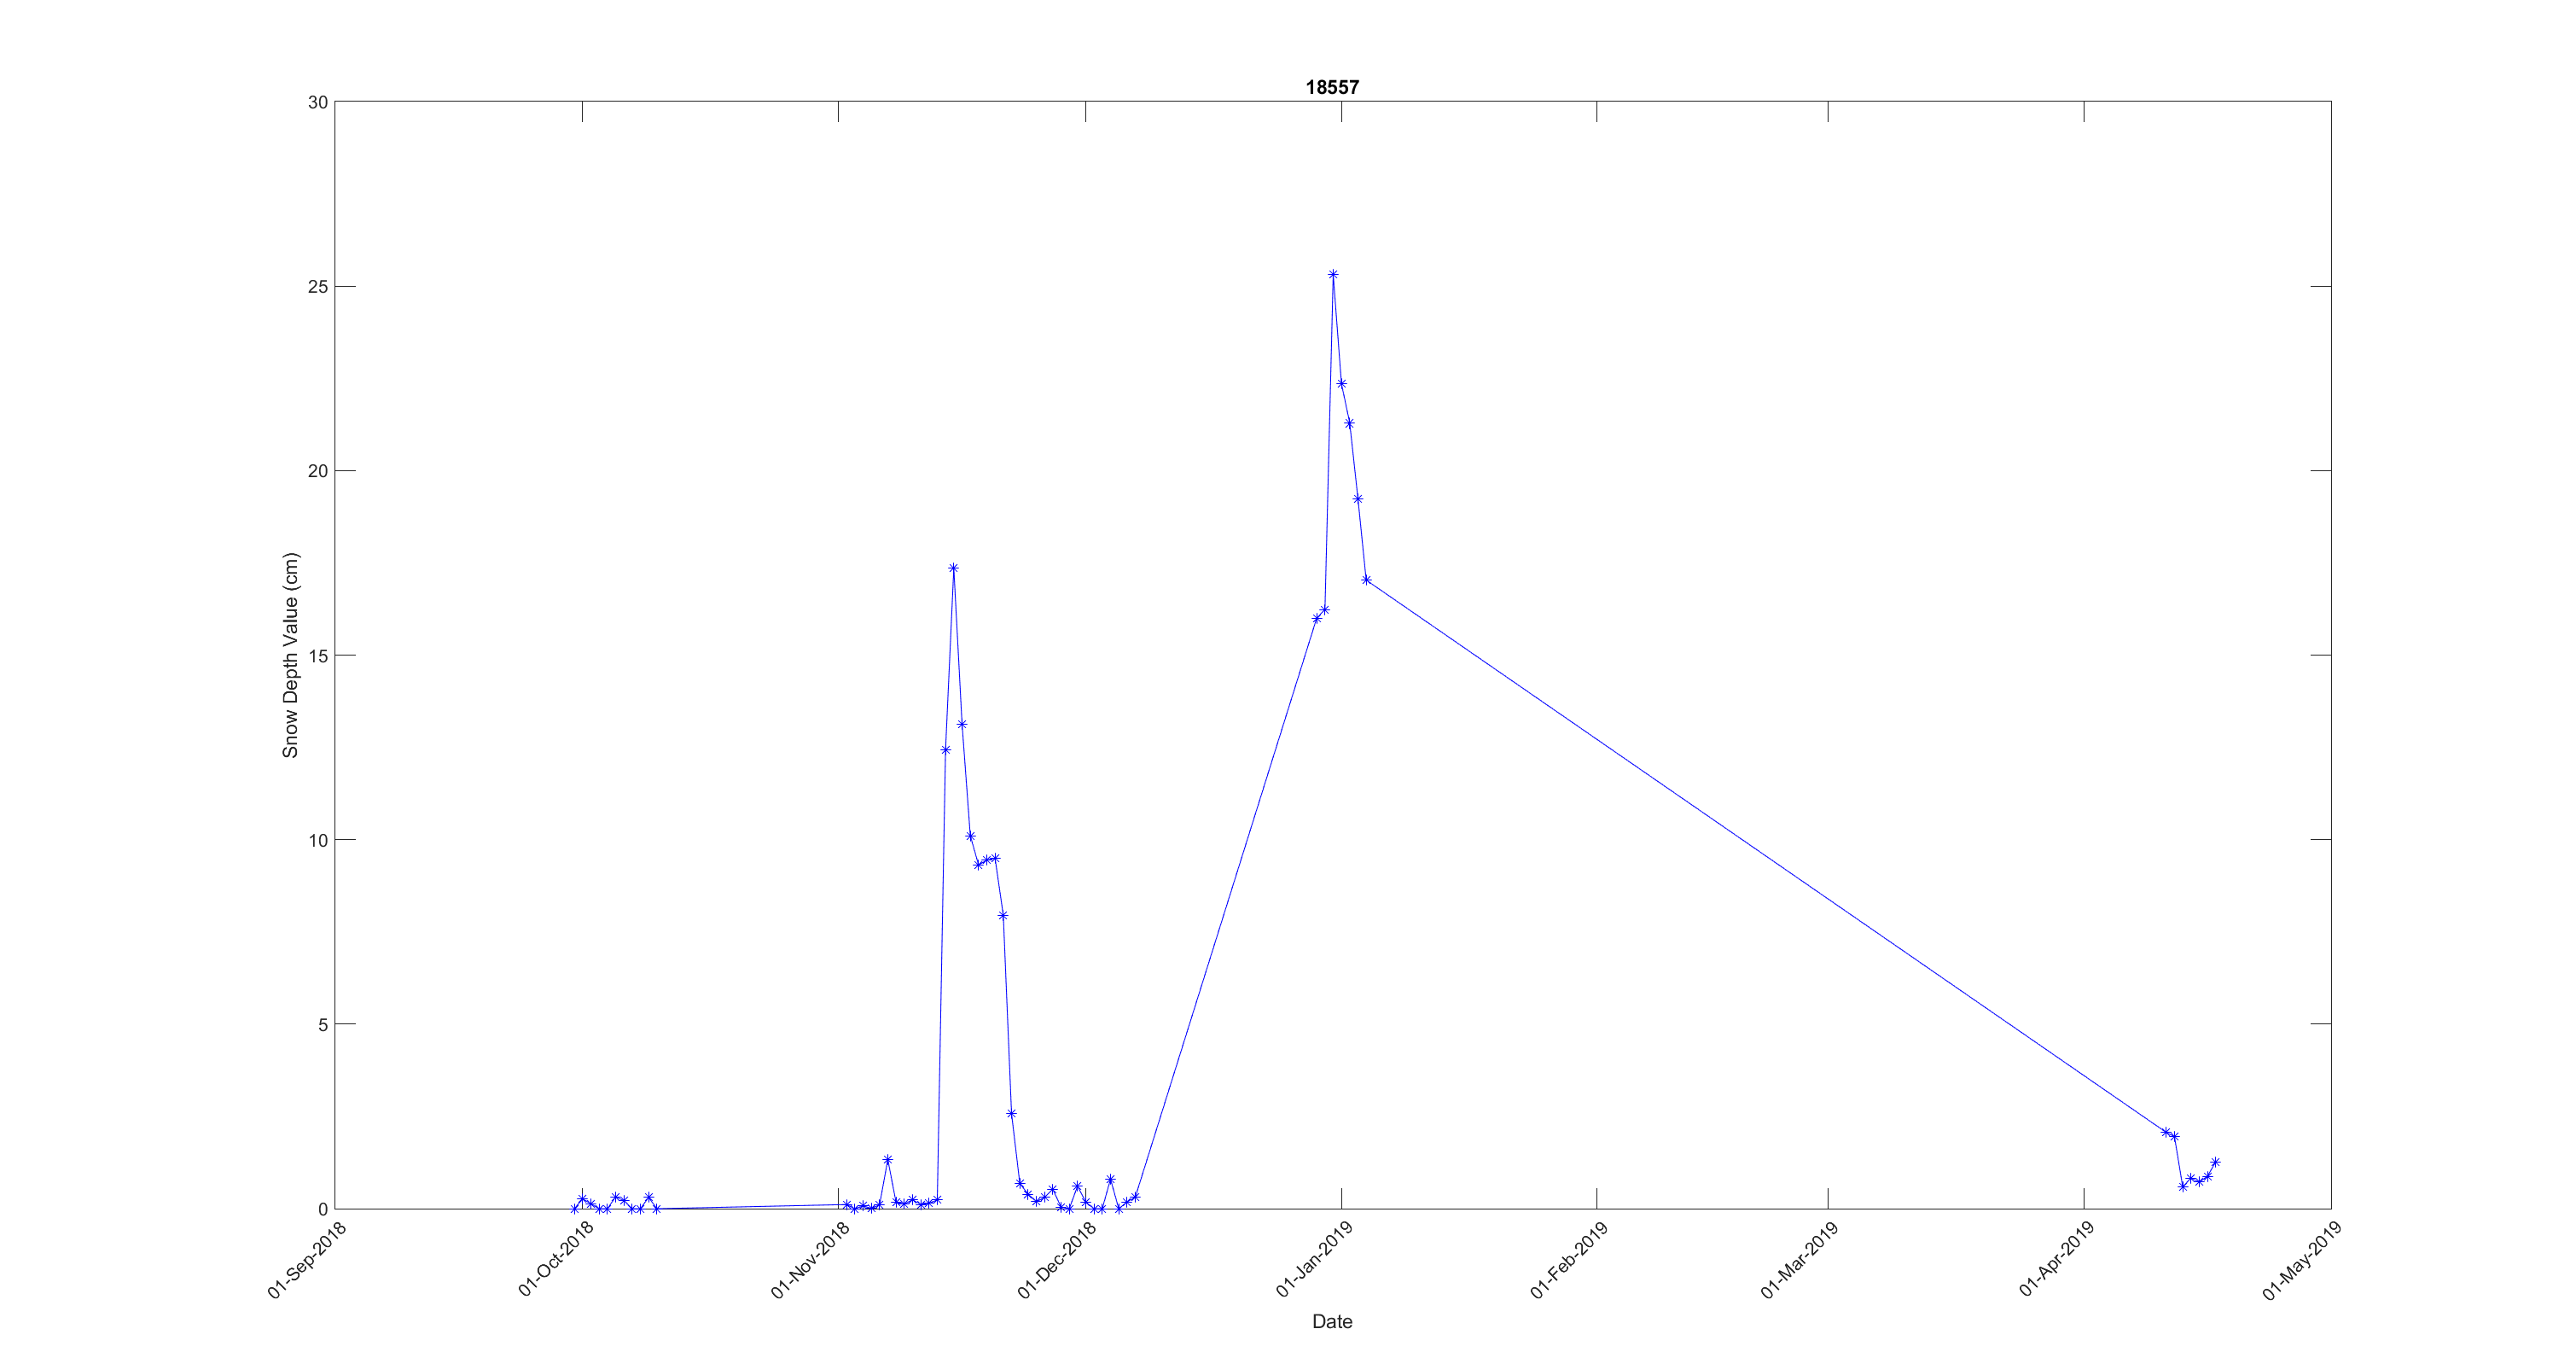 18557
30
25
20
15
10
5
0
Snow Depth Value (cm)
01-Sep-2018
01-Oct-2018
01-Nov-2018
01-Dec-2018
01-Jan-2019
01-Feb-2019
01-Mar-2019
01-Apr-2019
01-May-2019
Date